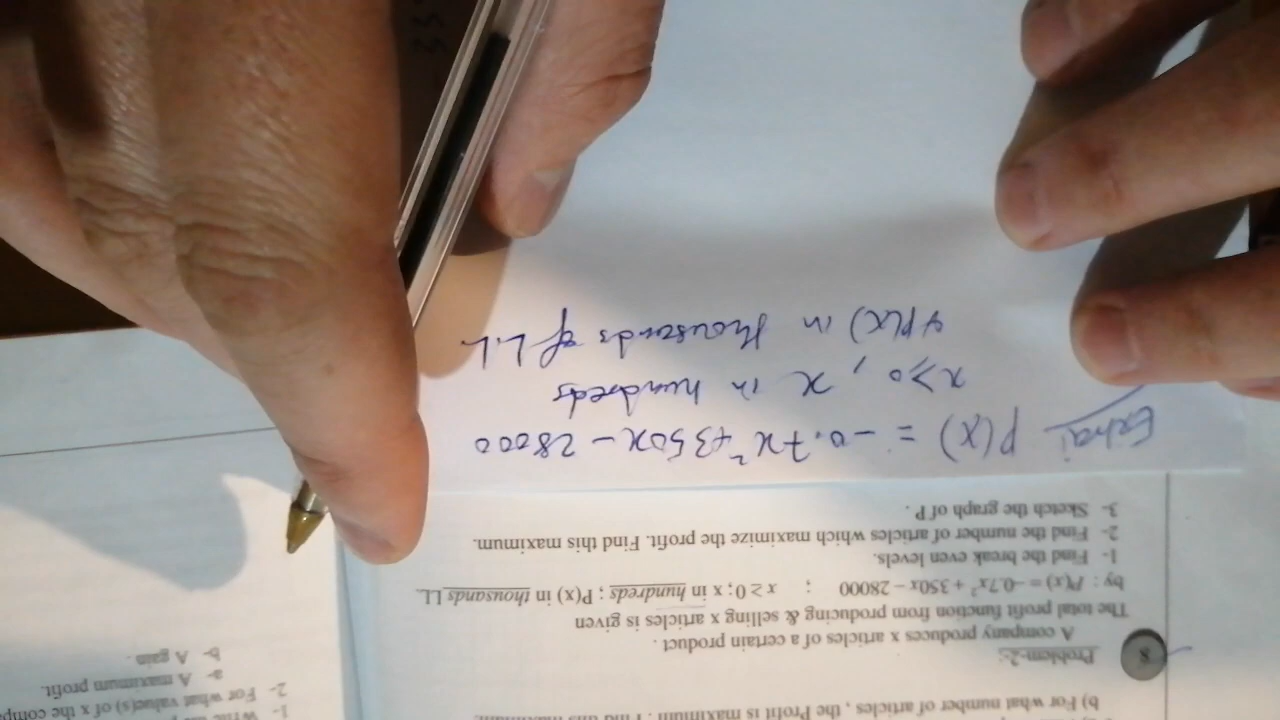 b) For what number of articles , the Profit is maximum .
8
Problem-2:
A company produces x articles of a certain product .
The total profit function from producing & selling x articles is given
by : P(x) = –0.7x² + 350x – 28000 ; x ≥ 0 ; x in hundreds ; P(x) in thousands LL.
1- Find the break even levels.
2- Find the number of articles which maximize the profit. Find this maximum.
3- Sketch the graph of P .
Extra: P(x) = -0.7x² + 350x - 28000
x ≥ 0 , x in hundreds
& P(x) in thousands of L.L.
1-
2- For what value(s) of x the
a- A maximum profit.
b- A gain .